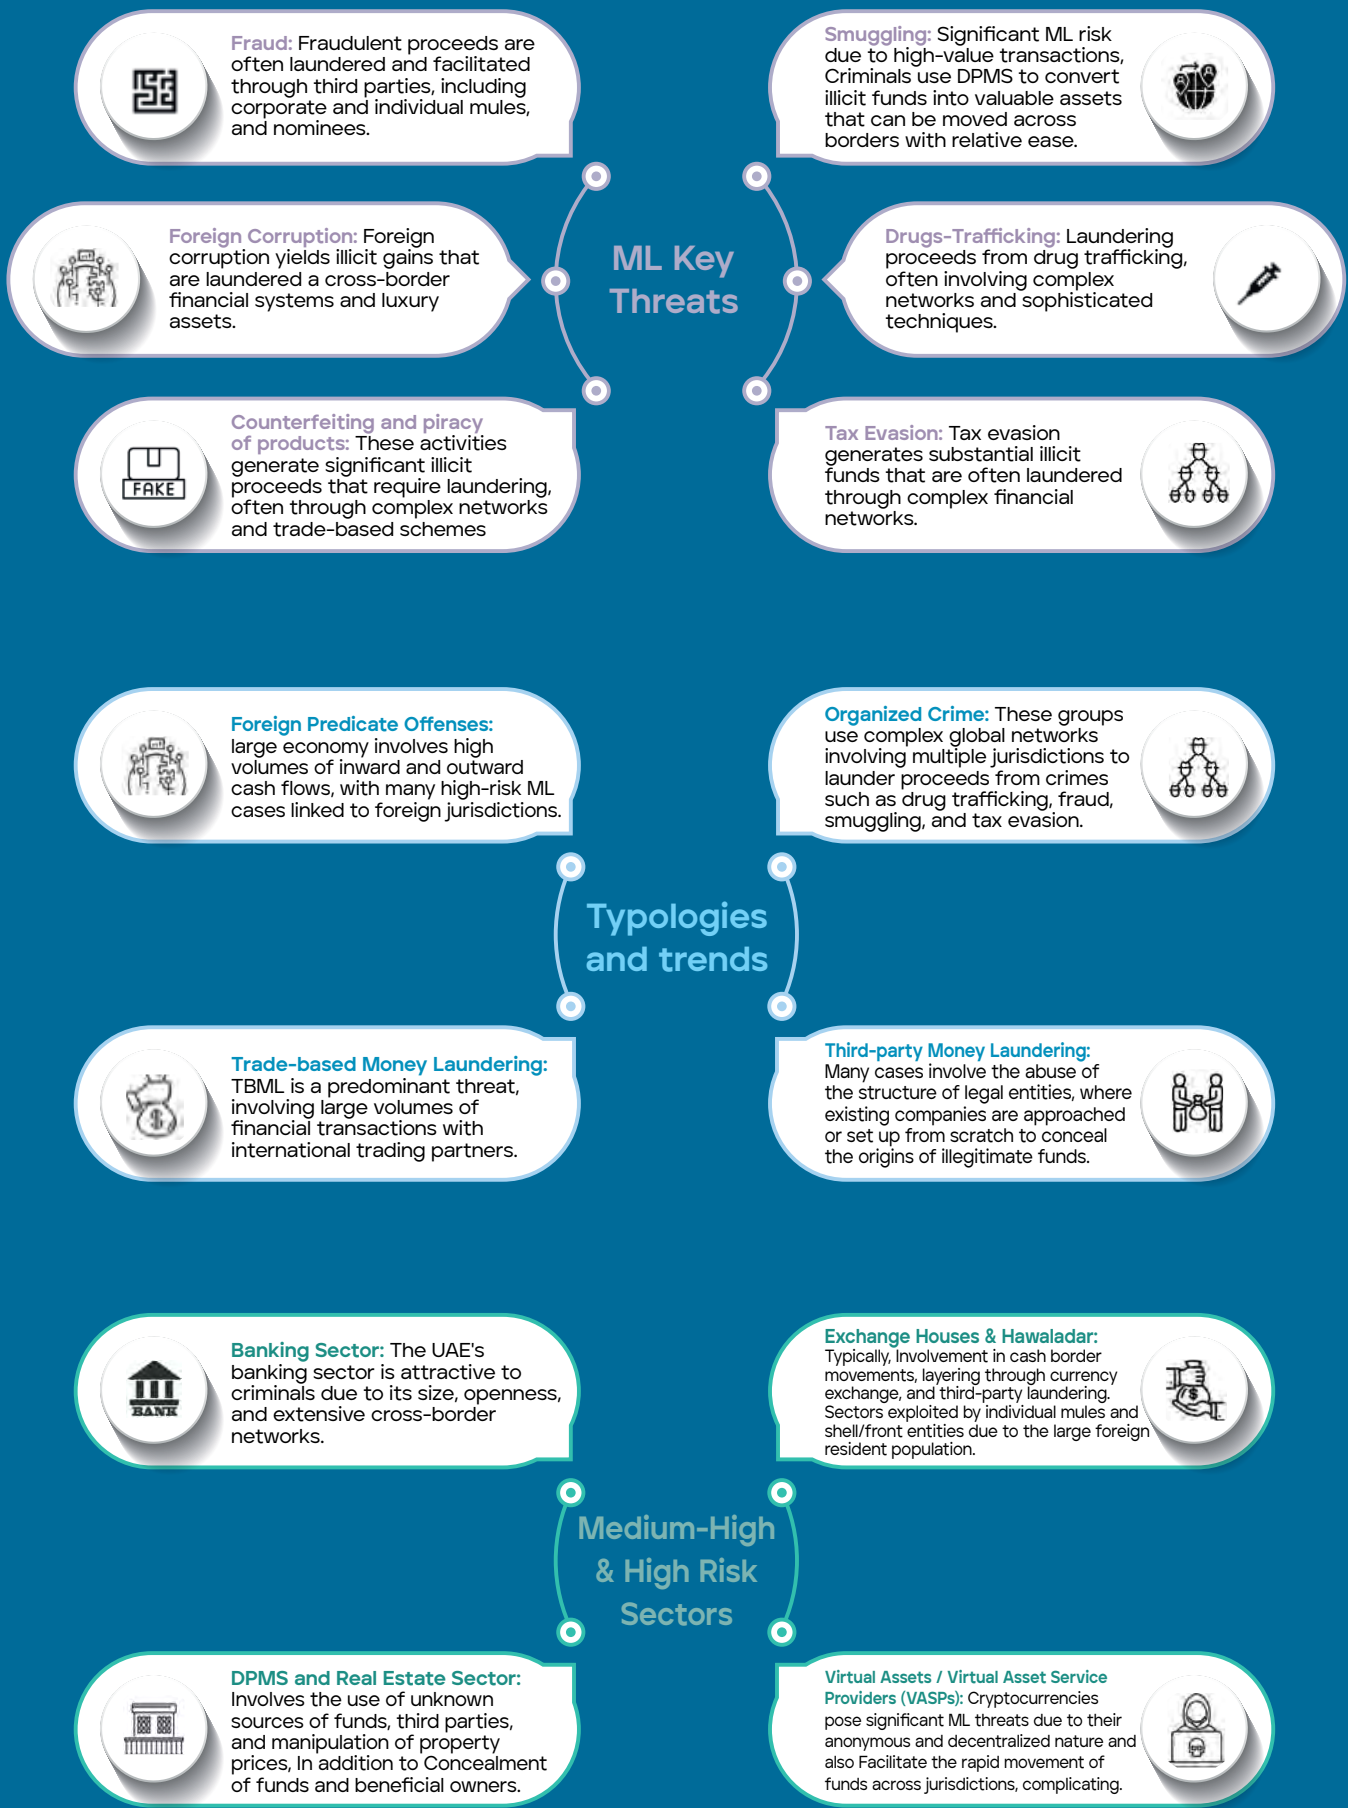 Fraud: Fraudulent proceeds are
often laundered and facilitated
through third parties, including
corporate and individual mules,
and nominees.
Smuggling: Significant ML risk
due to high-value transactions,
Criminals use DPMS to convert
illicit funds into valuable assets
that can be moved across
borders with relative ease.
Foreign Corruption: Foreign
corruption yields illicit gains that
are laundered a cross-border
financial systems and luxury
assets.
ML Key
Threats
Drugs-Trafficking: Laundering
proceeds from drug trafficking,
often involving complex
networks and sophisticated
techniques.
FAKE
Counterfeiting and piracy
of products: These activities
generate significant illicit
proceeds that require laundering,
often through complex networks
and trade-based schemes
Tax Evasion: Tax evasion
generates substantial illicit
funds that are often laundered
through complex financial
networks.
Foreign Predicate Offenses:
large economy involves high
volumes of inward and outward
cash flows, with many high-risk ML
cases linked to foreign jurisdictions.
Organized Crime: These groups
use complex global networks
involving multiple jurisdictions to
launder proceeds from crimes
such as drug trafficking, fraud,
smuggling, and tax evasion.
Typologies
and trends
Trade-based Money Laundering:
TBML is a predominant threat,
involving large volumes of
financial transactions with
international trading partners.
Third-party Money Laundering:
Many cases involve the abuse of
the structure of legal entities, where
existing companies are approached
or set up from scratch to conceal
the origins of illegitimate funds.
BANK
Banking Sector: The UAE's
banking sector is attractive to
criminals due to its size, openness,
and extensive cross-border
networks.
Exchange Houses & Hawaladar:
Typically, Involvement in cash border
movements, layering through currency
exchange, and third-party laundering.
Sectors exploited by individual mules and
shell/front entities due to the large foreign
resident population.
Medium-High
& High Risk
Sectors
DPMS and Real Estate Sector:
Involves the use of unknown
sources of funds, third parties,
and manipulation of property
prices, In addition to Concealment
of funds and beneficial owners.
Virtual Assets / Virtual Asset Service
Providers (VASPs): Cryptocurrencies
pose significant ML threats due to their
anonymous and decentralized nature and
also Facilitate the rapid movement of
funds across jurisdictions, complicating.